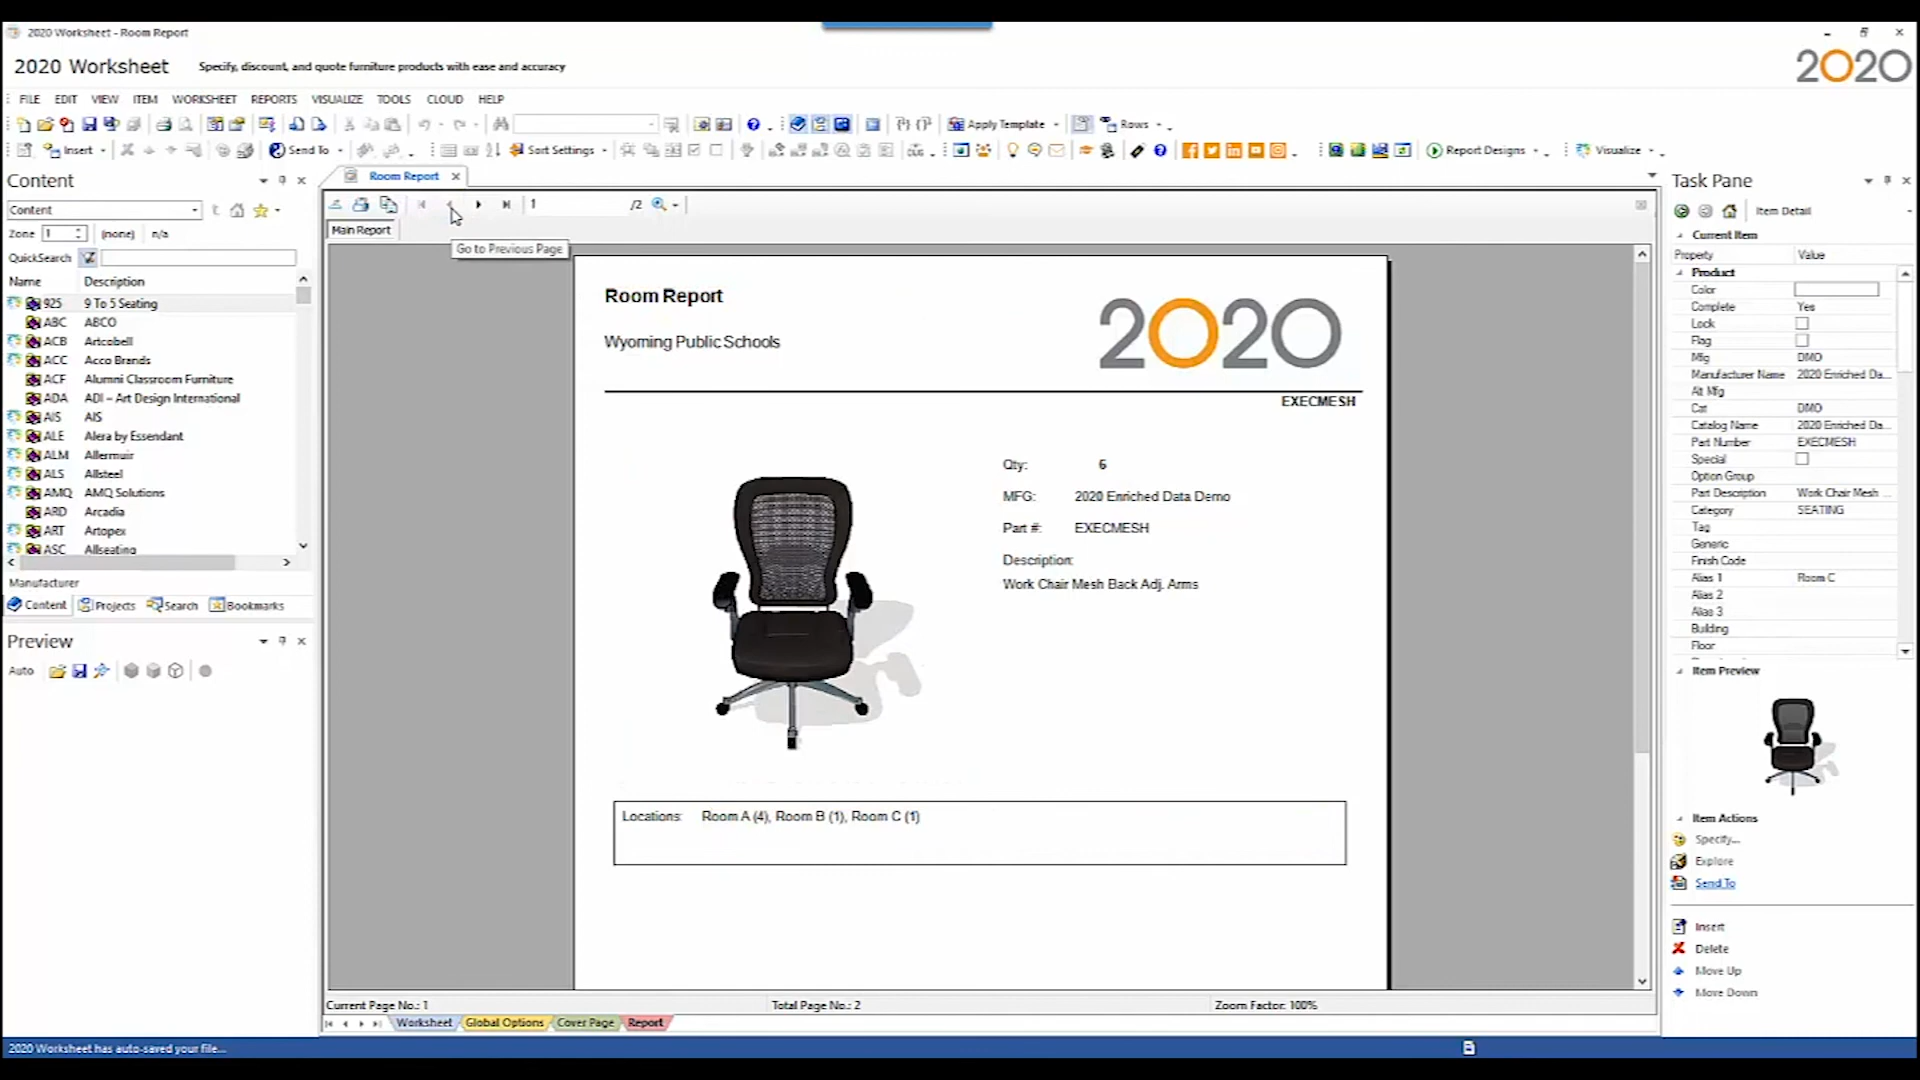 2020 Worksheet - Room Report
2020 Worksheet
Specify, discount, and quote furniture products with ease and accuracy
2020
FILE EDIT VIEW ITEM WORKSHEET REPORTS VISUALIZE TOOLS CLOUD HELP
Apply Template Rows
Insert Send To Sort Settings Report Designs Visualize
Content
Content
Zone 1 (none) n/a
QuickSearch
Name Description
925 9 To 5 Seating
ABC ABCO
ACB Artcobell
ACC Acco Brands
ACF Alumni Classroom Furniture
ADA ADI – Art Design International
AIS AIS
ALE Alera by Essendant
ALM Allermuir
ALS Allsteel
AMQ AMQ Solutions
ARD Arcadia
ART Artopex
ASC Allseating
Manufacturer
Content Projects Search Bookmarks
Preview
Auto
Room Report
1 /2
Main Report
Go to Previous Page
Room Report
Wyoming Public Schools
2020
EXECMESH
Qty: 6
MFG: 2020 Enriched Data Demo
Part #: EXECMESH
Description:
Work Chair Mesh Back Adj. Arms
Locations: Room A (4), Room B (1), Room C (1)
Current Page No.: 1 Total Page No.: 2 Zoom Factor: 100%
Worksheet Global Options Cover Page Report
Task Pane
Item Detail
Current Item
Property Value
Product
Color
Complete Yes
Lock
Flag
Mfg DMO
Manufacturer Name 2020 Enriched Da...
Alt Mfg
Cat DMO
Catalog Name 2020 Enriched Da...
Part Number EXECMESH
Special
Option Group
Part Description Work Chair Mesh ...
Category SEATING
Tag
Generic
Finish Code
Alias 1 Room C
Alias 2
Alias 3
Building
Floor
Item Preview
Item Actions
Specify...
Explore
Send To
Insert
Delete
Move Up
Move Down
2020 Worksheet has auto-saved your file...